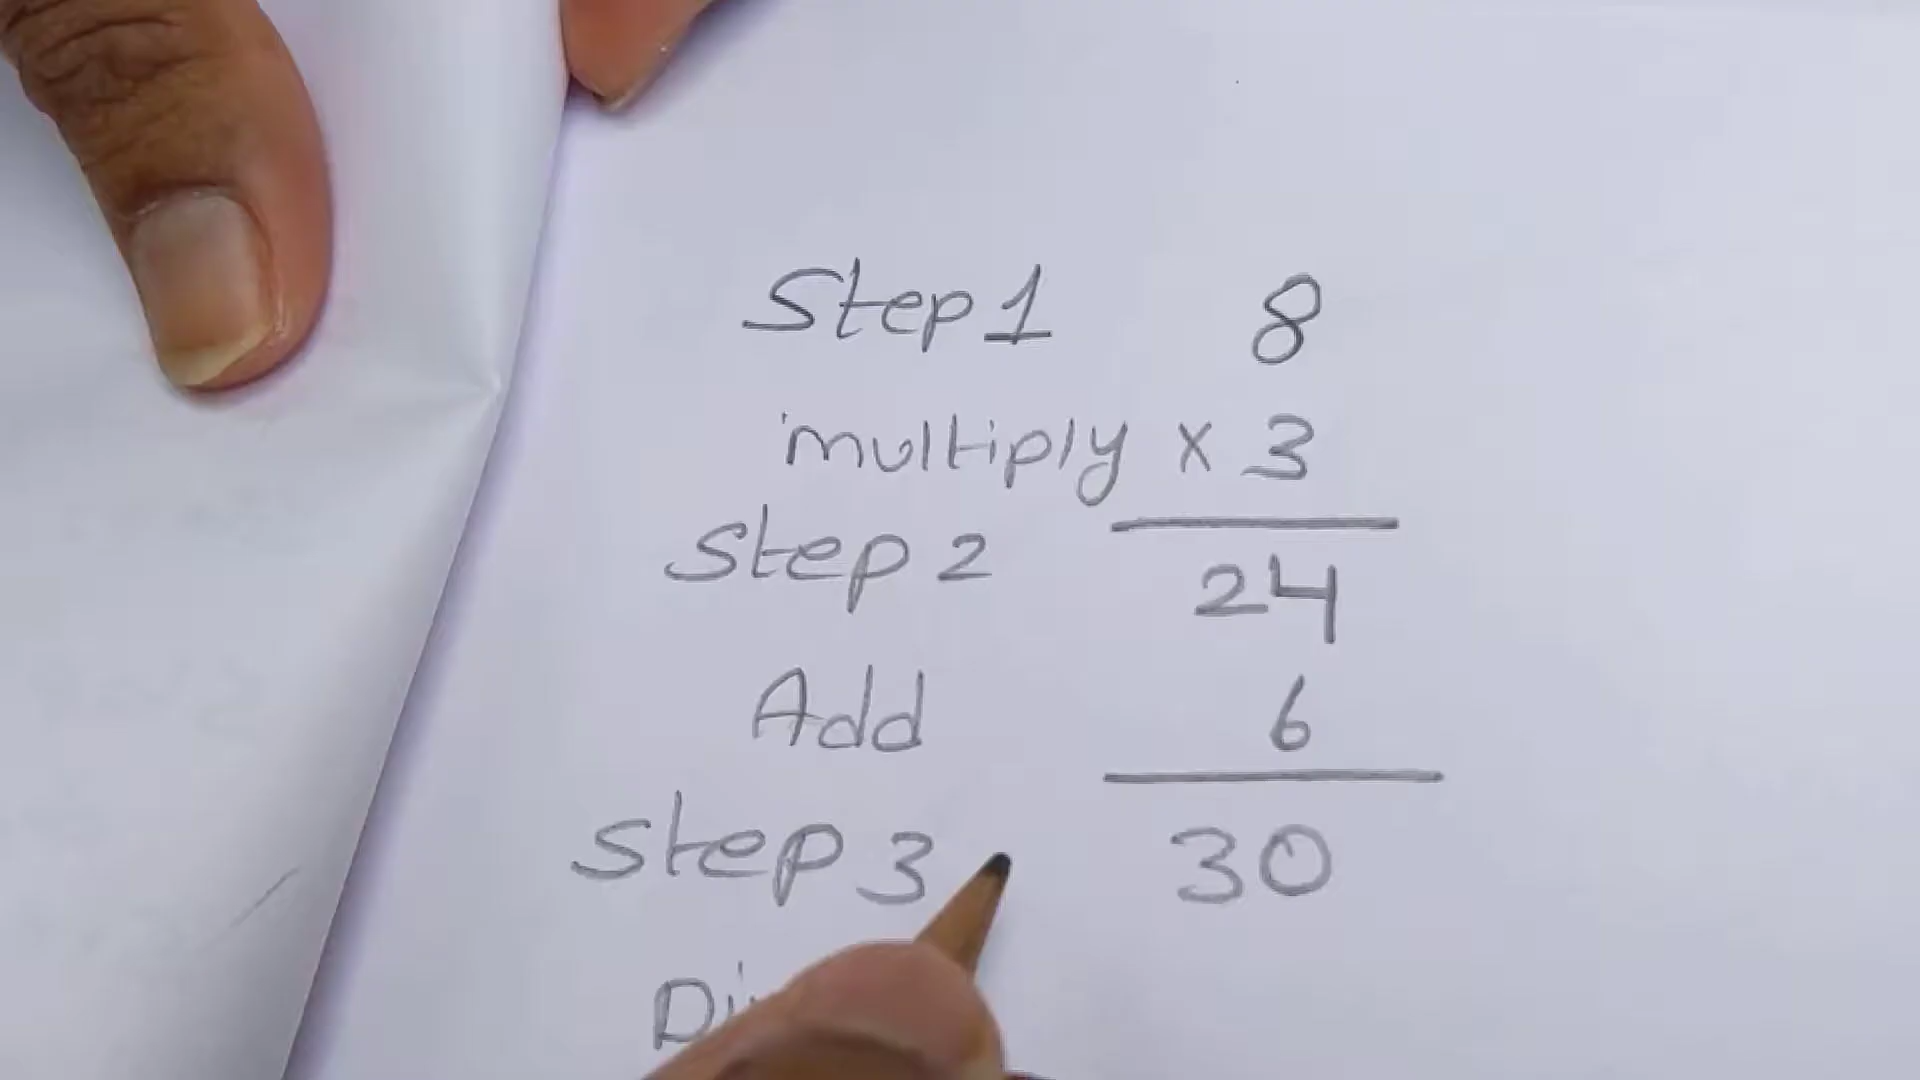 Step 1 8
multiply x 3
Step 2 24
Add 6
Step 3 30